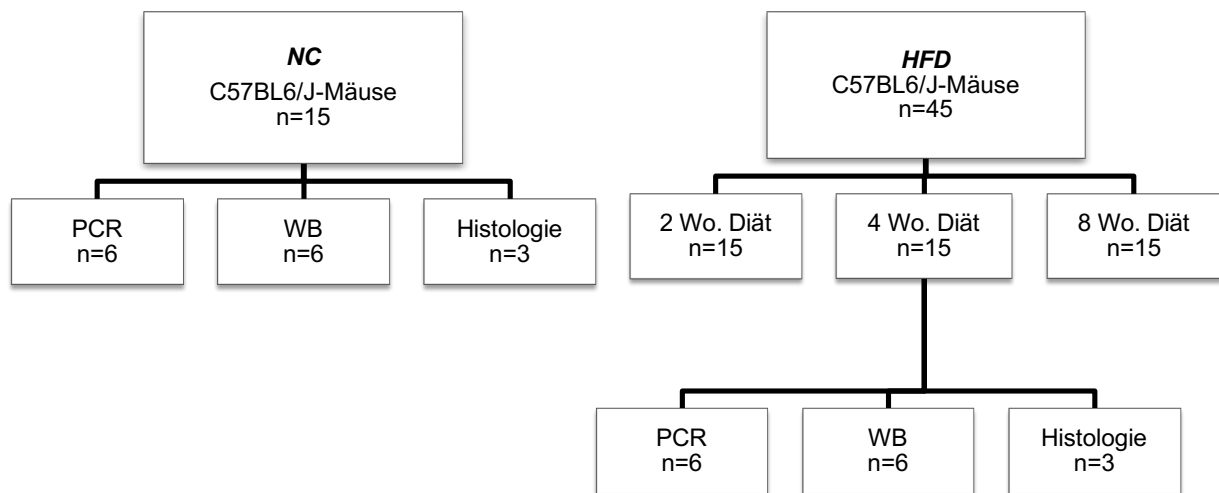 NC
C57BL6/J-Mäuse
n=15
PCR
n=6
WB
n=6
Histologie
n=3
HFD
C57BL6/J-Mäuse
n=45
2 Wo. Diät
n=15
4 Wo. Diät
n=15
8 Wo. Diät
n=15
PCR
n=6
WB
n=6
Histologie
n=3